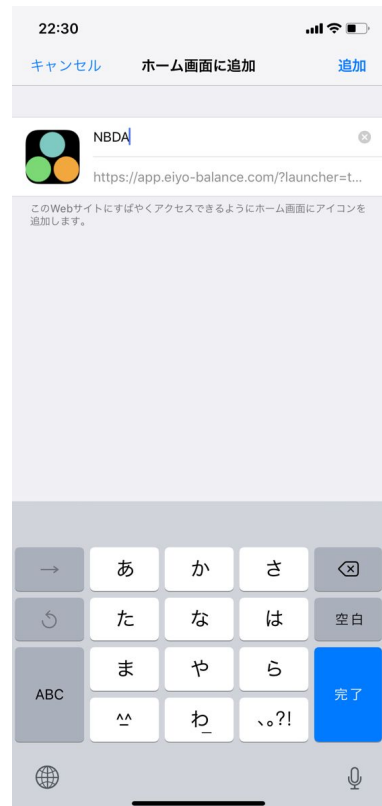 22:30
キャンセル ホーム画面に追加 追加
NBDA
https://app.eiyo-balance.com/?launcher=t...
このWebサイトにすばやくアクセスできるようにホーム画面にアイコンを
追加します。
→ あ か さ
た な は 空白
ま や ら
ABC 完了
^^ わ_ 、。?!